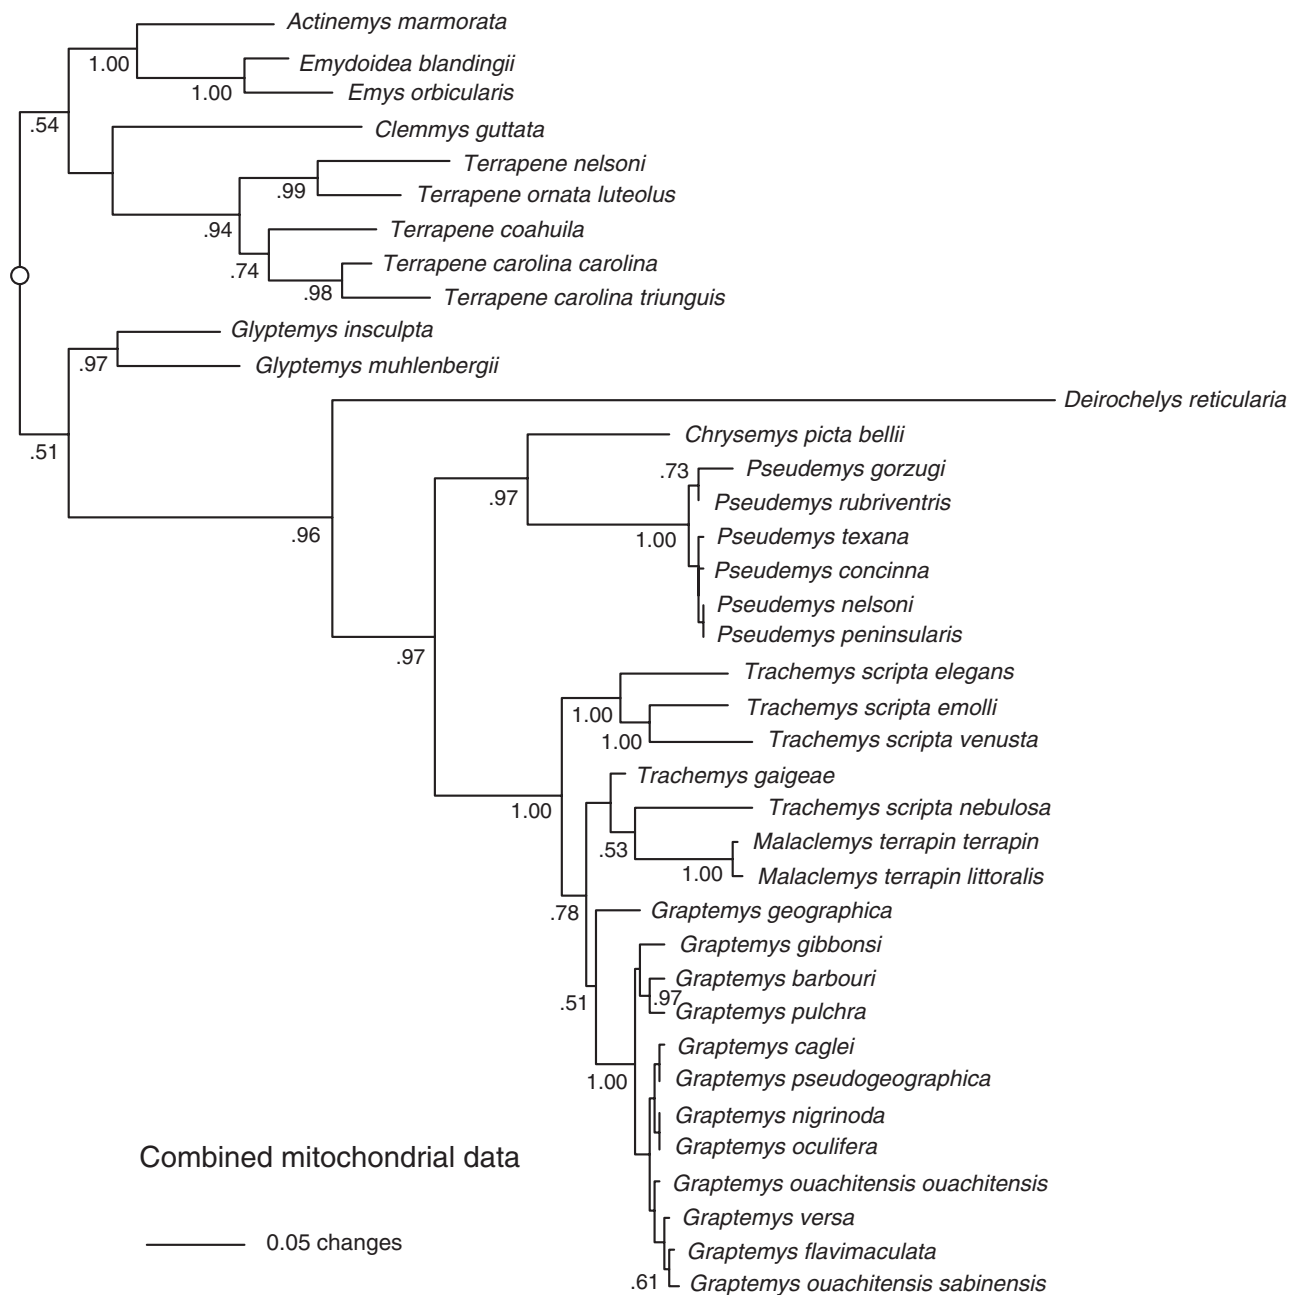 Actinemys marmorata
1.00
Emydoidea blandingii
1.00
Emys orbicularis
.54
Clemmys guttata
Terrapene nelsoni
.99
Terrapene ornata luteolus
.94
Terrapene coahuila
.74
Terrapene carolina carolina
.98
Terrapene carolina triunguis
Glyptemys insculpta
.97
Glyptemys muhlenbergii
Deirochelys reticularia
.51
Chrysemys picta bellii
.73
Pseudemys gorzugi
.97
Pseudemys rubriventris
.96
1.00
Pseudemys texana
Pseudemys concinna
Pseudemys nelsoni
Pseudemys peninsularis
.97
Trachemys scripta elegans
1.00
Trachemys scripta emolli
1.00
Trachemys scripta venusta
Trachemys gaigeae
1.00
Trachemys scripta nebulosa
.53
Malaclemys terrapin terrapin
1.00
Malaclemys terrapin littoralis
.78
Graptemys geographica
Graptemys gibbonsi
Graptemys barbouri
.51
.97
Graptemys pulchra
Graptemys caglei
1.00
Graptemys pseudogeographica
Graptemys nigrinoda
Graptemys oculifera
Combined mitochondrial data
Graptemys ouachitensis ouachitensis
Graptemys versa
0.05 changes
Graptemys flavimaculata
.61
Graptemys ouachitensis sabinensis